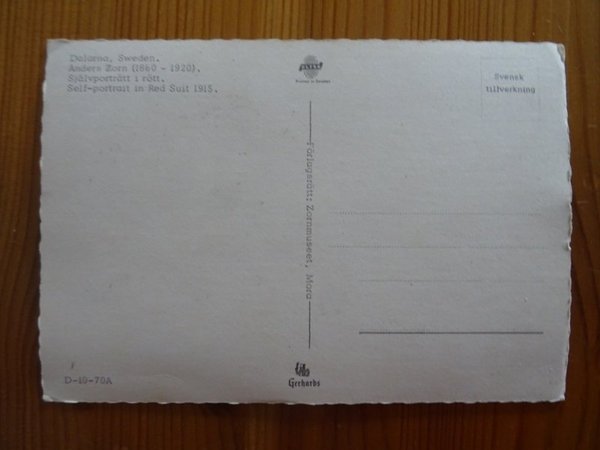 Dalarna, Sweden.
Anders Zorn (1860 - 1920).
Självporträtt i rött.
Self-portrait in Red Suit 1915.
Svensk
tillverkning
Förlagsrätt: Zornmuseet, Mora
D-10-70A
Gerhards